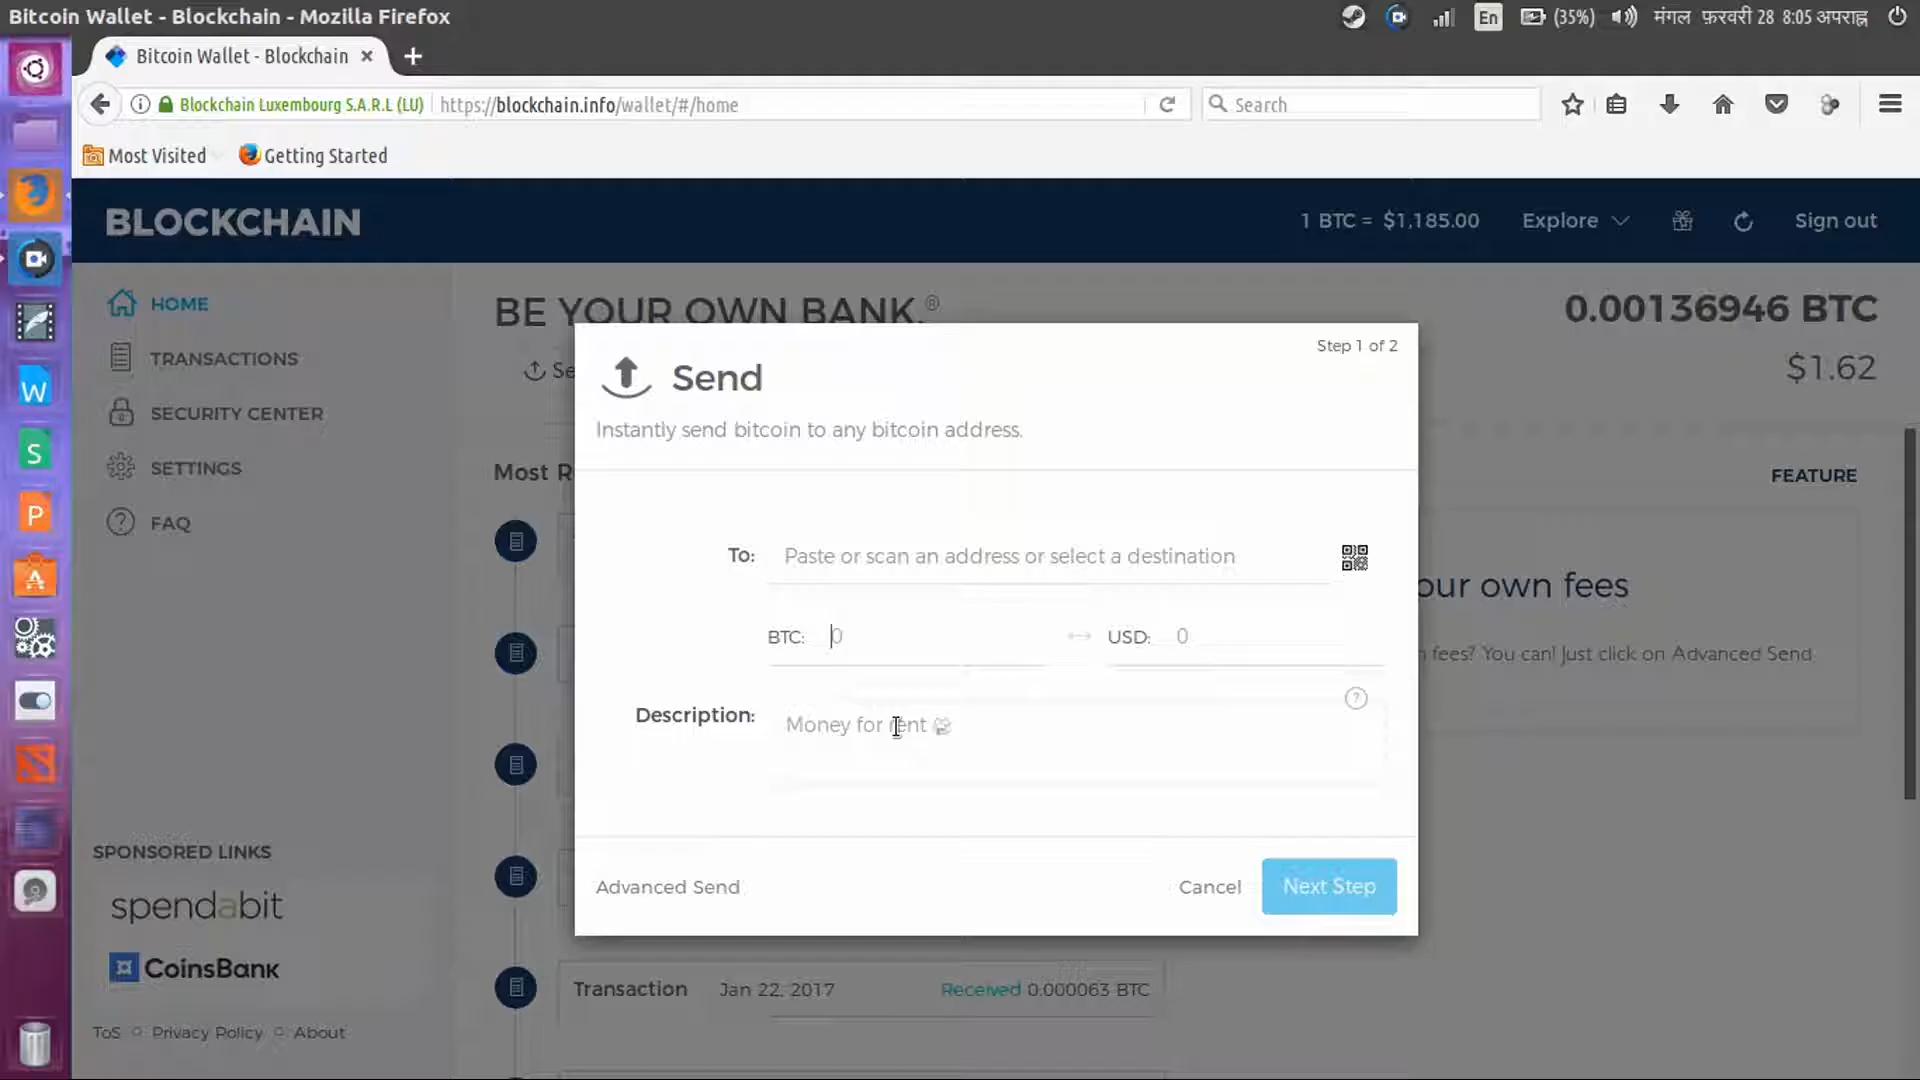 Bitcoin Wallet - Blockchain - Mozilla Firefox
En (35%) मंगल फ़रवरी 28 8:05 अपराह्न
Bitcoin Wallet - Blockchain
Blockchain Luxembourg S.A.R.L (LU) https://blockchain.info/wallet/#/home Search
Most Visited Getting Started
BLOCKCHAIN 1 BTC = $1,185.00 Explore Sign out
HOME
TRANSACTIONS
SECURITY CENTER
SETTINGS
FAQ
BE YOUR OWN BANK.®
0.00136946 BTC
$1.62
Se
Step 1 of 2
Send
Instantly send bitcoin to any bitcoin address.
Most R
FEATURE
To: Paste or scan an address or select a destination
our own fees
BTC: 0 USD: 0
fees? You can! Just click on Advanced Send
Description: Money for rent
?
Advanced Send Cancel Next Step
Transaction Jan 22, 2017 Received 0.000063 BTC
SPONSORED LINKS
spendabit
CoinsBank
ToS Privacy Policy About
W
S
P